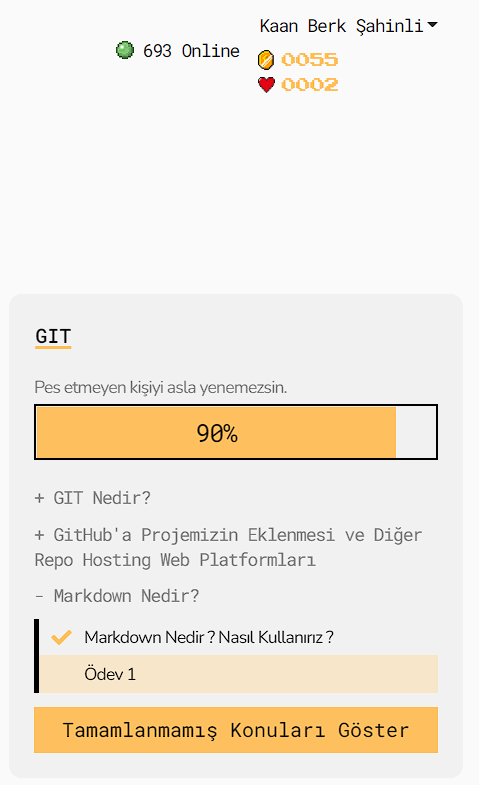 Kaan Berk Şahinli
693 Online
0055
0002
GIT
Pes etmeyen kişiyi asla yenemezsin.
90%
+ GIT Nedir?
+ GitHub'a Projemizin Eklenmesi ve Diğer
Repo Hosting Web Platformları
- Markdown Nedir?
Markdown Nedir ? Nasıl Kullanırız ?
Ödev 1
Tamamlanmamış Konuları Göster